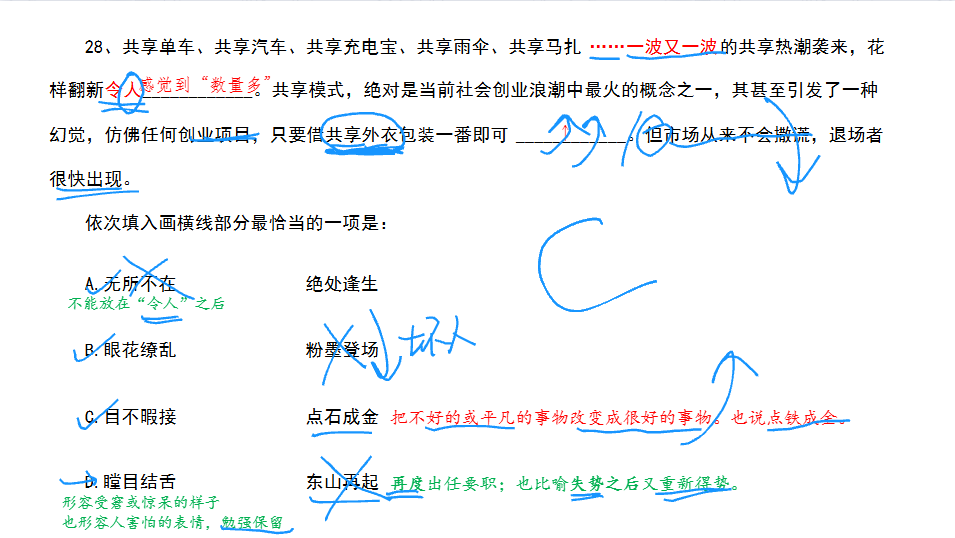 28、共享单车、共享汽车、共享充电宝、共享雨伞、共享马扎 ……一波又一波的共享热潮袭来，花
样翻新令人感觉到“数量多”____________。共享模式，绝对是当前社会创业浪潮中最火的概念之一，其甚至引发了一种
幻觉，仿佛任何创业项目，只要借共享外衣包装一番即可 ____________。但市场从来不会撒谎，退场者
很快出现。
依次填入画横线部分最恰当的一项是：
C
A.无所不在 绝处逢生
不能放在“令人”之后
B.眼花缭乱 粉墨登场 坏人
C.目不暇接 点石成金 把不好的或平凡的事物改变成很好的事物。也说点铁成金。
D.瞠目结舌 东山再起 再度出任要职；也比喻失势之后又重新得势。
形容受窘或惊呆的样子
也形容人害怕的表情，勉强保留